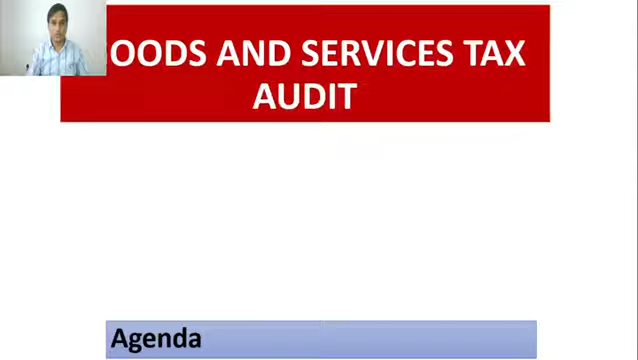 OODS AND SERVICES TAX
AUDIT
Agenda